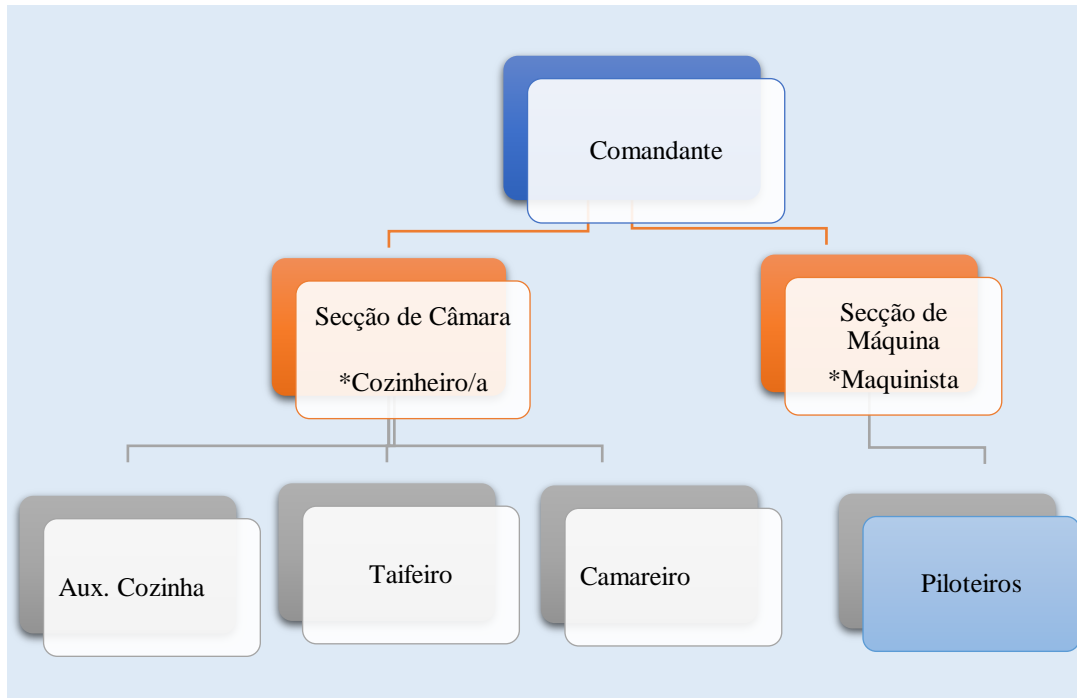 Comandante
Secção de Câmara
*Cozinheiro/a
Secção de
Máquina
*Maquinista
Aux. Cozinha
Taifeiro
Camareiro
Piloteiros